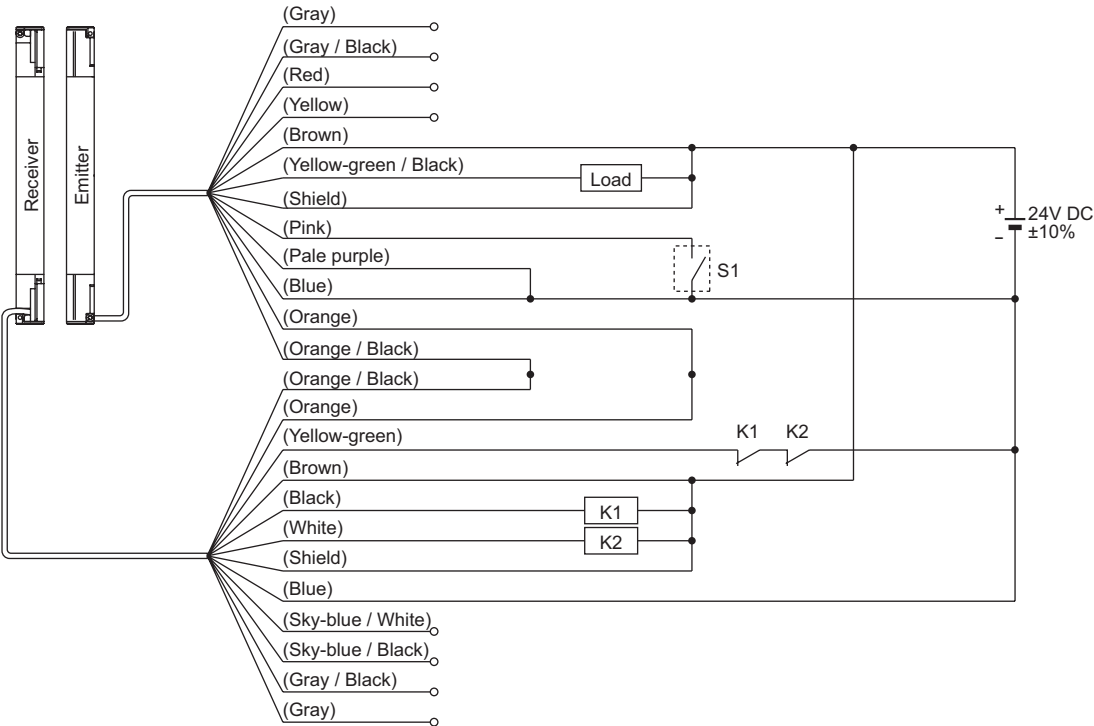 Receiver
Emitter
(Gray)
(Gray / Black)
(Red)
(Yellow)
(Brown)
(Yellow-green / Black)
Load
(Shield)
(Pink)
(Pale purple)
S1
(Blue)
+
24V DC
-
±10%
(Orange)
(Orange / Black)
(Orange / Black)
(Orange)
(Yellow-green)
K1 K2
(Brown)
(Black)
K1
(White)
K2
(Shield)
(Blue)
(Sky-blue / White)
(Sky-blue / Black)
(Gray / Black)
(Gray)